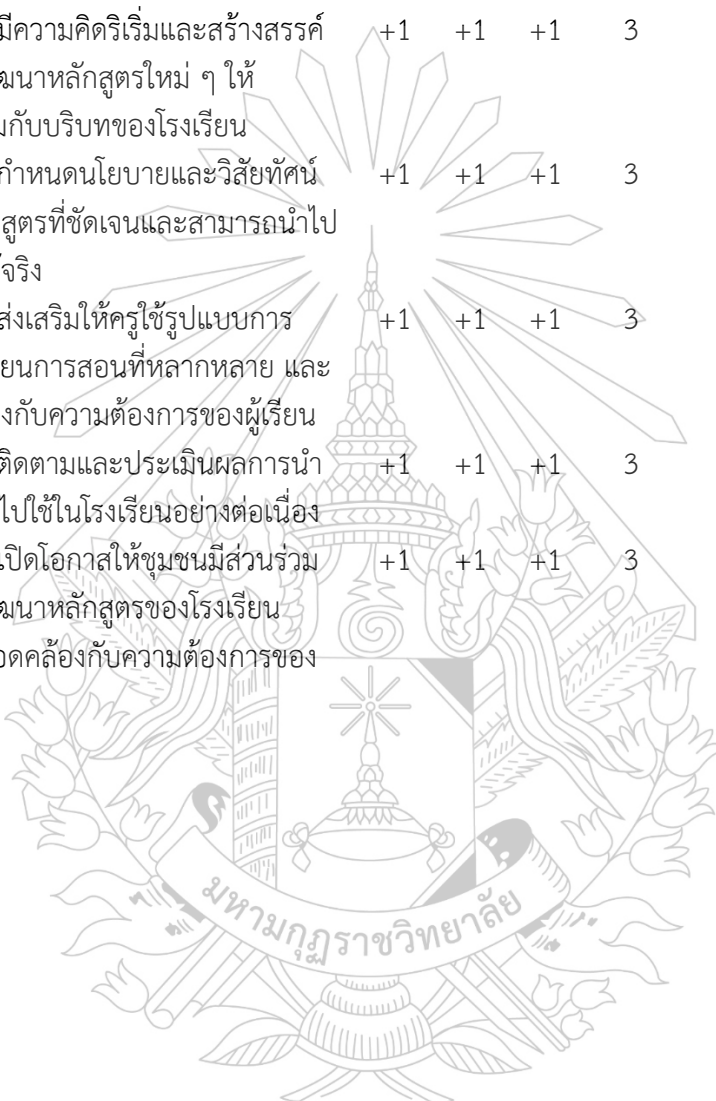 มีความคิดริเริ่มและสร้างสรรค์ +1 +1 +1 3
ฒนาหลักสูตรใหม่ ๆ ให้
มกับบริบทของโรงเรียน
กำหนดนโยบายและวิสัยทัศน์ +1 +1 +1 3
สูตรที่ชัดเจนและสามารถนำไป
จริง
ส่งเสริมให้ครูใช้รูปแบบการ +1 +1 +1 3
ยนการสอนที่หลากหลาย และ
งกับความต้องการของผู้เรียน
ติดตามและประเมินผลการนำ +1 +1 +1 3
ไปใช้ในโรงเรียนอย่างต่อเนื่อง
เปิดโอกาสให้ชุมชนมีส่วนร่วม +1 +1 +1 3
ฒนาหลักสูตรของโรงเรียน
อดคล้องกับความต้องการของ
มหามกุฏราชวิทยาลัย